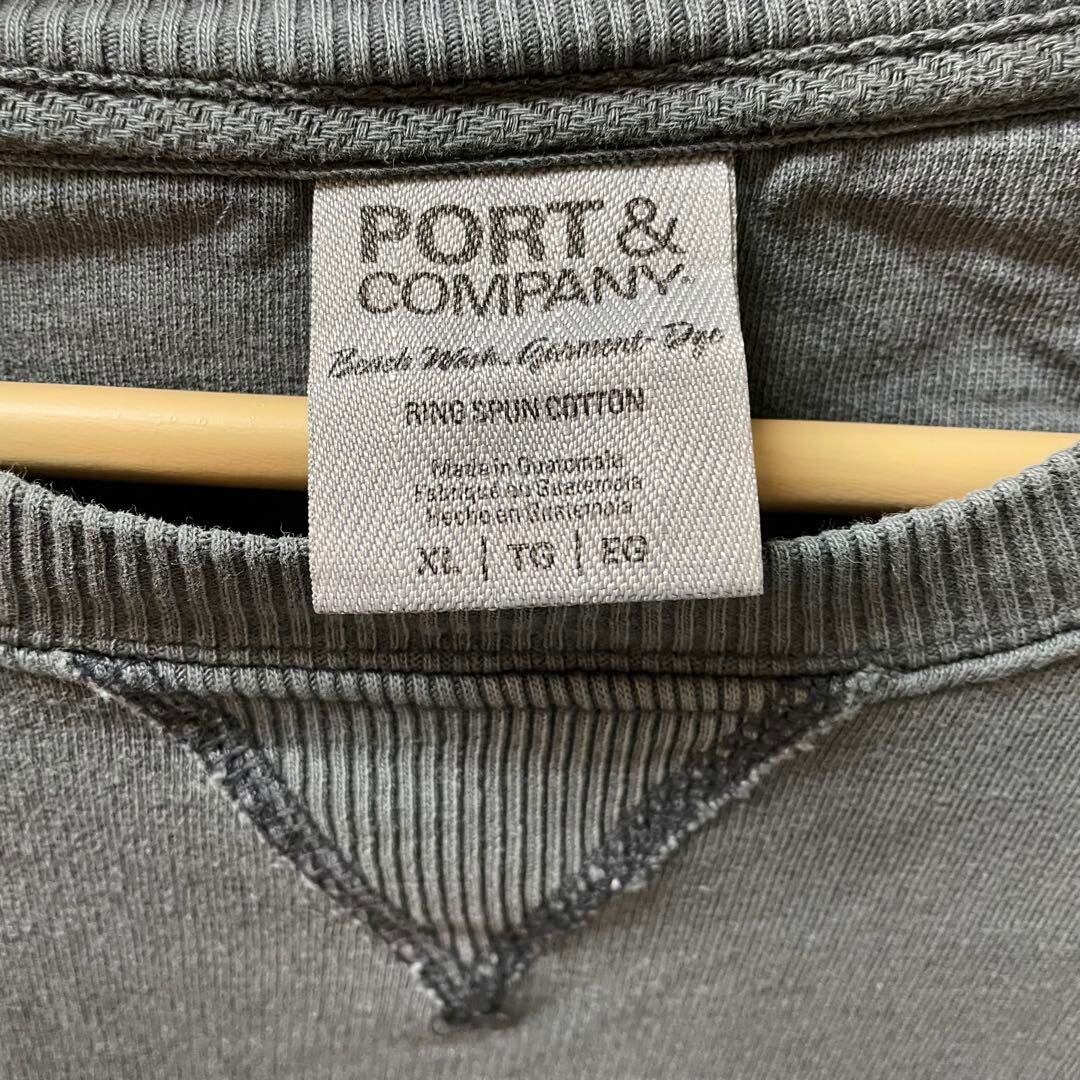 PORT &
COMPANY
Beach Wash. Garment-Dye
RING SPUN COTTON
Made in Guatemala
Fabriqué au Guatemala
Hecho en Guatemala
XL | TG | EG